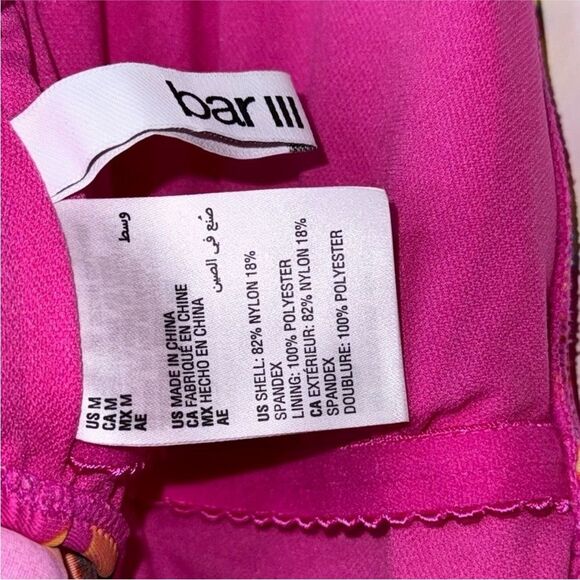 bar III
US M
CA M
MX M
AE وسط
US MADE IN CHINA
CA FABRIQUÉ EN CHINE
MX HECHO EN CHINA
AE صُنع في الصين
US SHELL: 82% NYLON 18%
SPANDEX
LINING: 100% POLYESTER
CA EXTÉRIEUR: 82% NYLON 18%
SPANDEX
DOUBLURE: 100% POLYESTER